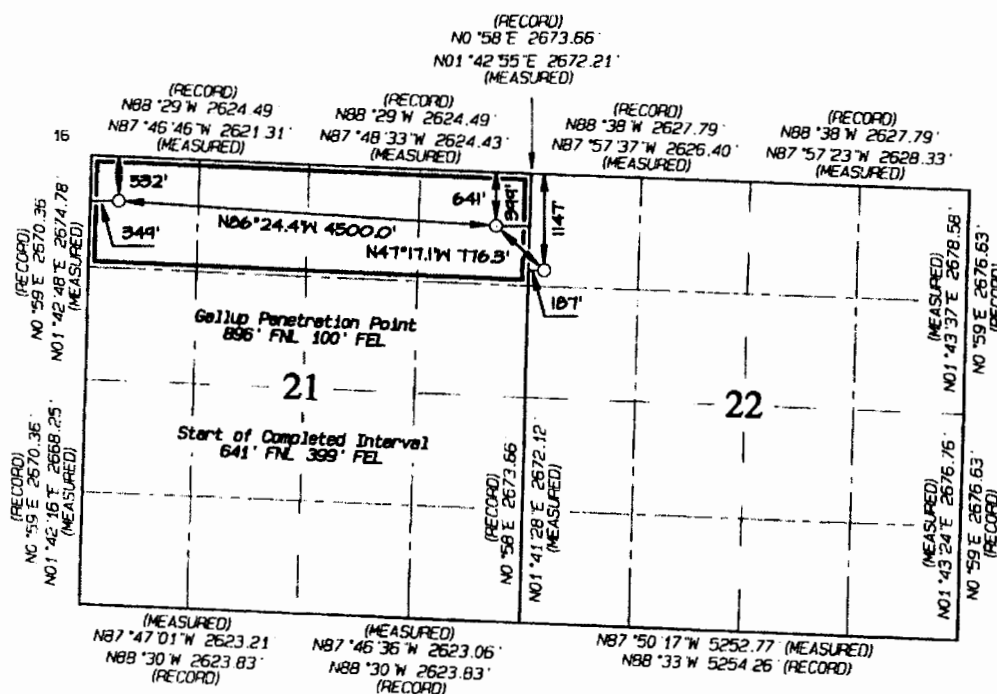 (RECORD)
N0°58'E 2673.66'
N01°42'55"E 2672.21'
(MEASURED)
(RECORD)
N88°29'W 2624.49'
N87°46'46"W 2621.31'
(MEASURED)
(RECORD)
N88°29'W 2624.49'
N87°48'33"W 2624.43'
(MEASURED)
(RECORD)
N88°38'W 2627.79'
N87°57'37"W 2626.40'
(MEASURED)
(RECORD)
N88°38'W 2627.79'
N87°57'23"W 2628.33'
(MEASURED)
16
532'
641'
399'
1147'
N86°24.4'W 4500.0'
349'
N47°17.1'W 776.3'
187'
(RECORD)
N0°59'E 2670.36'
N01°42'48"E 2674.78'
(MEASURED)
(MEASURED)
N01°43'37"E 2678.58'
N0°59'E 2676.63'
(RECORD)
Gallup Penetration Point
896' FNL 100' FEL
21
22
Start of Completed Interval
641' FNL 399' FEL
(RECORD)
N0°59'E 2670.36'
N01°42'16"E 2668.25'
(MEASURED)
(RECORD)
N0°58'E 2673.66
N01°41'28"E 2672.12'
(MEASURED)
(MEASURED)
N01°43'24"E 2676.76'
N0°59'E 2676.63'
(RECORD)
(MEASURED)
N87°47'01"W 2623.21'
N88°30'W 2623.83'
(RECORD)
(MEASURED)
N87°46'36"W 2623.06'
N88°30'W 2623.83'
(RECORD)
N87°50'17"W 5252.77' (MEASURED)
N88°33'W 5254.26' (RECORD)